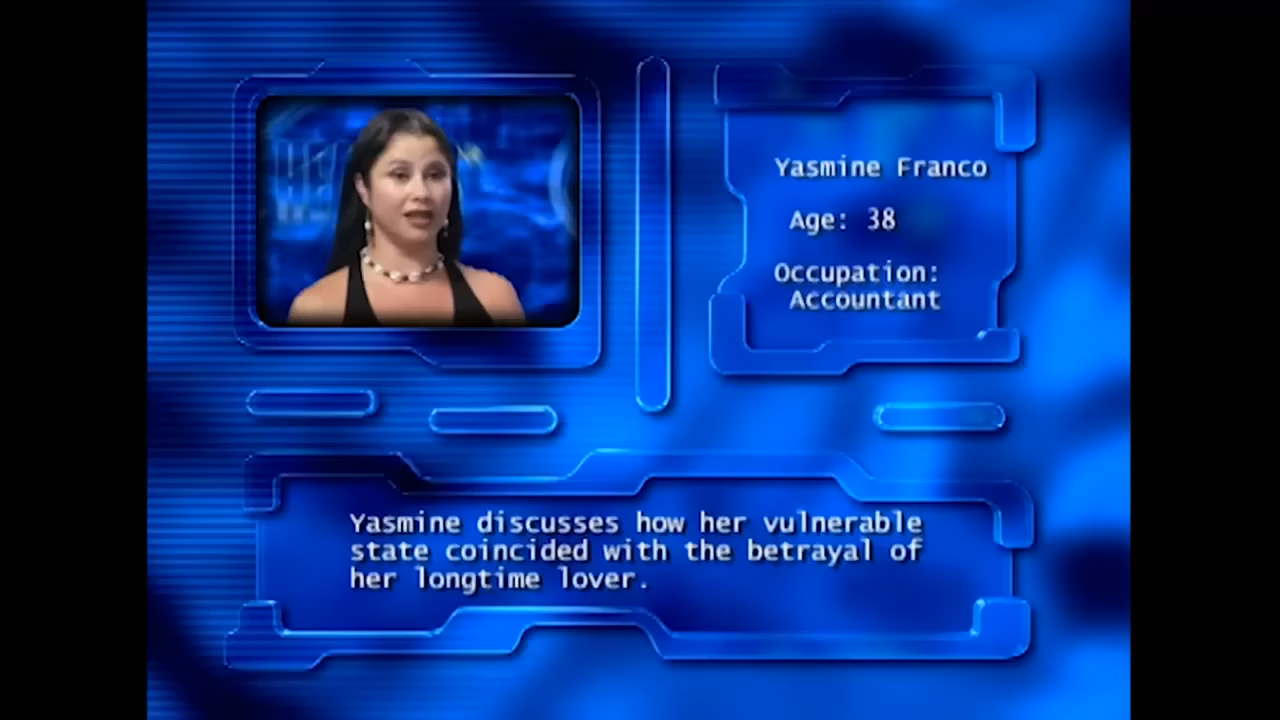 Yasmine Franco
Age: 38
Occupation:
Accountant
Yasmine discusses how her vulnerable
state coincided with the betrayal of
her longtime lover.